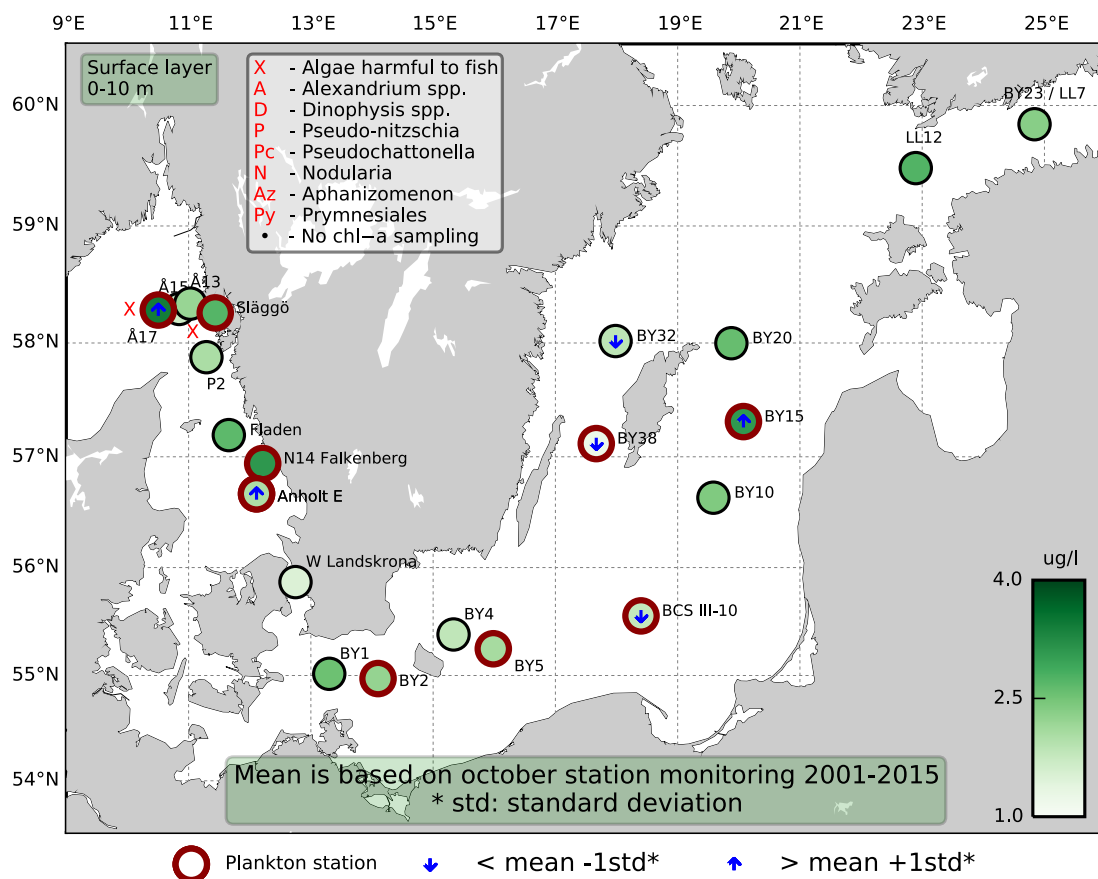 9°E 11°E 13°E 15°E 17°E 19°E 21°E 23°E 25°E
Surface layer
0-10 m
X - Algae harmful to fish
A - Alexandrium spp.
D - Dinophysis spp.
P - Pseudo-nitzschia
Pc - Pseudochattonella
N - Nodularia
Az - Aphanizomenon
Py - Prymnesiales
• - No chl−a sampling
60°N
BY23 / LL7
LL12
59°N
Å15
Å13
X
Släggö
Å17
X
58°N
BY32
BY20
P2
BY15
Fladen
BY38
57°N
N14 Falkenberg
Anholt E
BY10
56°N
W Landskrona
ug/l
4.0
2.5
1.0
BCS III-10
BY4
BY1
BY5
BY2
55°N
54°N
Mean is based on october station monitoring 2001-2015
* std: standard deviation
Plankton station < mean -1std* > mean +1std*